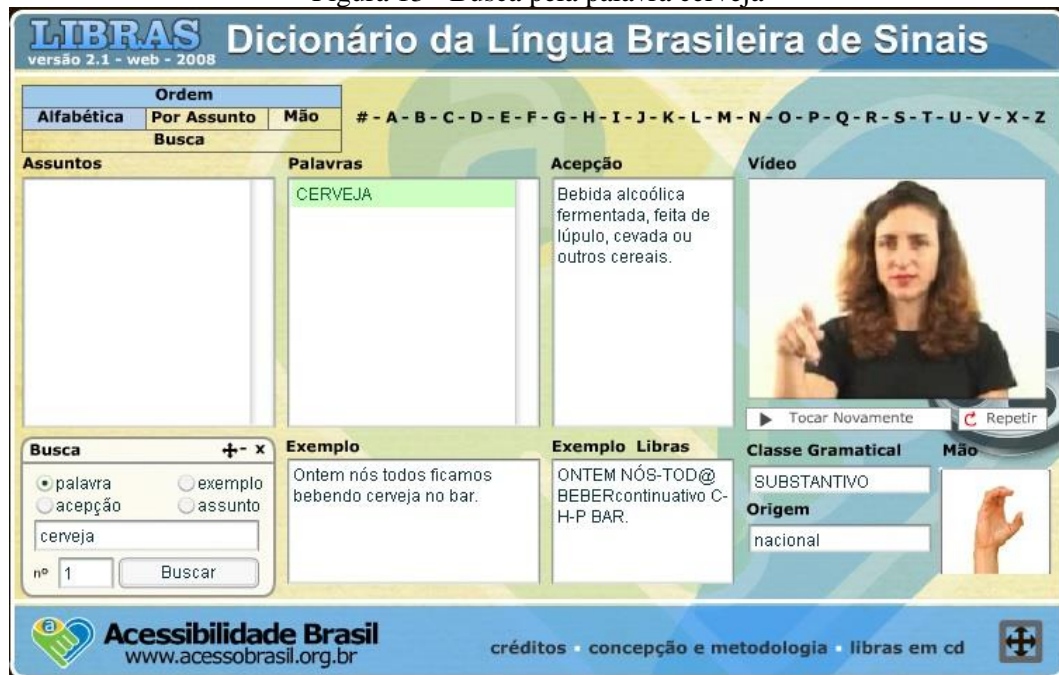 Figura 13 - Busca pela palavra cerveja
LIBRAS
versão 2.1 - web - 2008
Dicionário da Língua Brasileira de Sinais
Ordem
Alfabética Por Assunto Mão
Busca
# - A - B - C - D - E - F - G - H - I - J - K - L - M - N - O - P - Q - R - S - T - U - V - X - Z
Assuntos
Palavras
CERVEJA
Acepção
Bebida alcoólica
fermentada, feita de
lúpulo, cevada ou
outros cereais.
Vídeo
Tocar Novamente
Repetir
Busca
palavra
exemplo
acepção
assunto
cerveja
nº 1 Buscar
Exemplo
Ontem nós todos ficamos
bebendo cerveja no bar.
Exemplo Libras
ONTEM NÓS-TOD@
BEBERcontinuativo C-
H-P BAR.
Classe Gramatical
SUBSTANTIVO
Origem
nacional
Mão
Acessibilidade Brasil
www.acessobrasil.org.br
créditos - concepção e metodologia - libras em cd